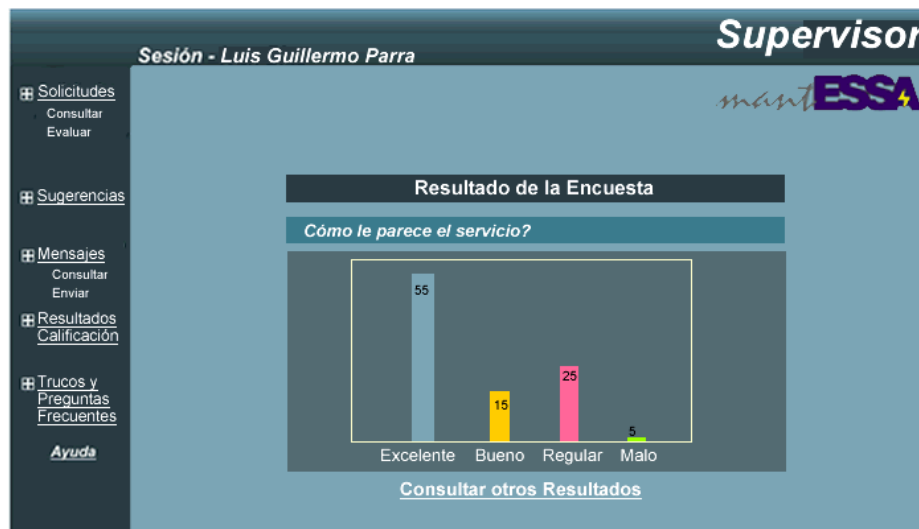 Supervisor
Sesión - Luis Guillermo Parra
mantESSA
Solicitudes
Consultar
Evaluar
Sugerencias
Mensajes
Consultar
Enviar
Resultados
Calificación
Trucos y
Preguntas
Frecuentes
Ayuda
Resultado de la Encuesta
Cómo le parece el servicio?
55
15
25
5
Excelente Bueno Regular Malo
Consultar otros Resultados